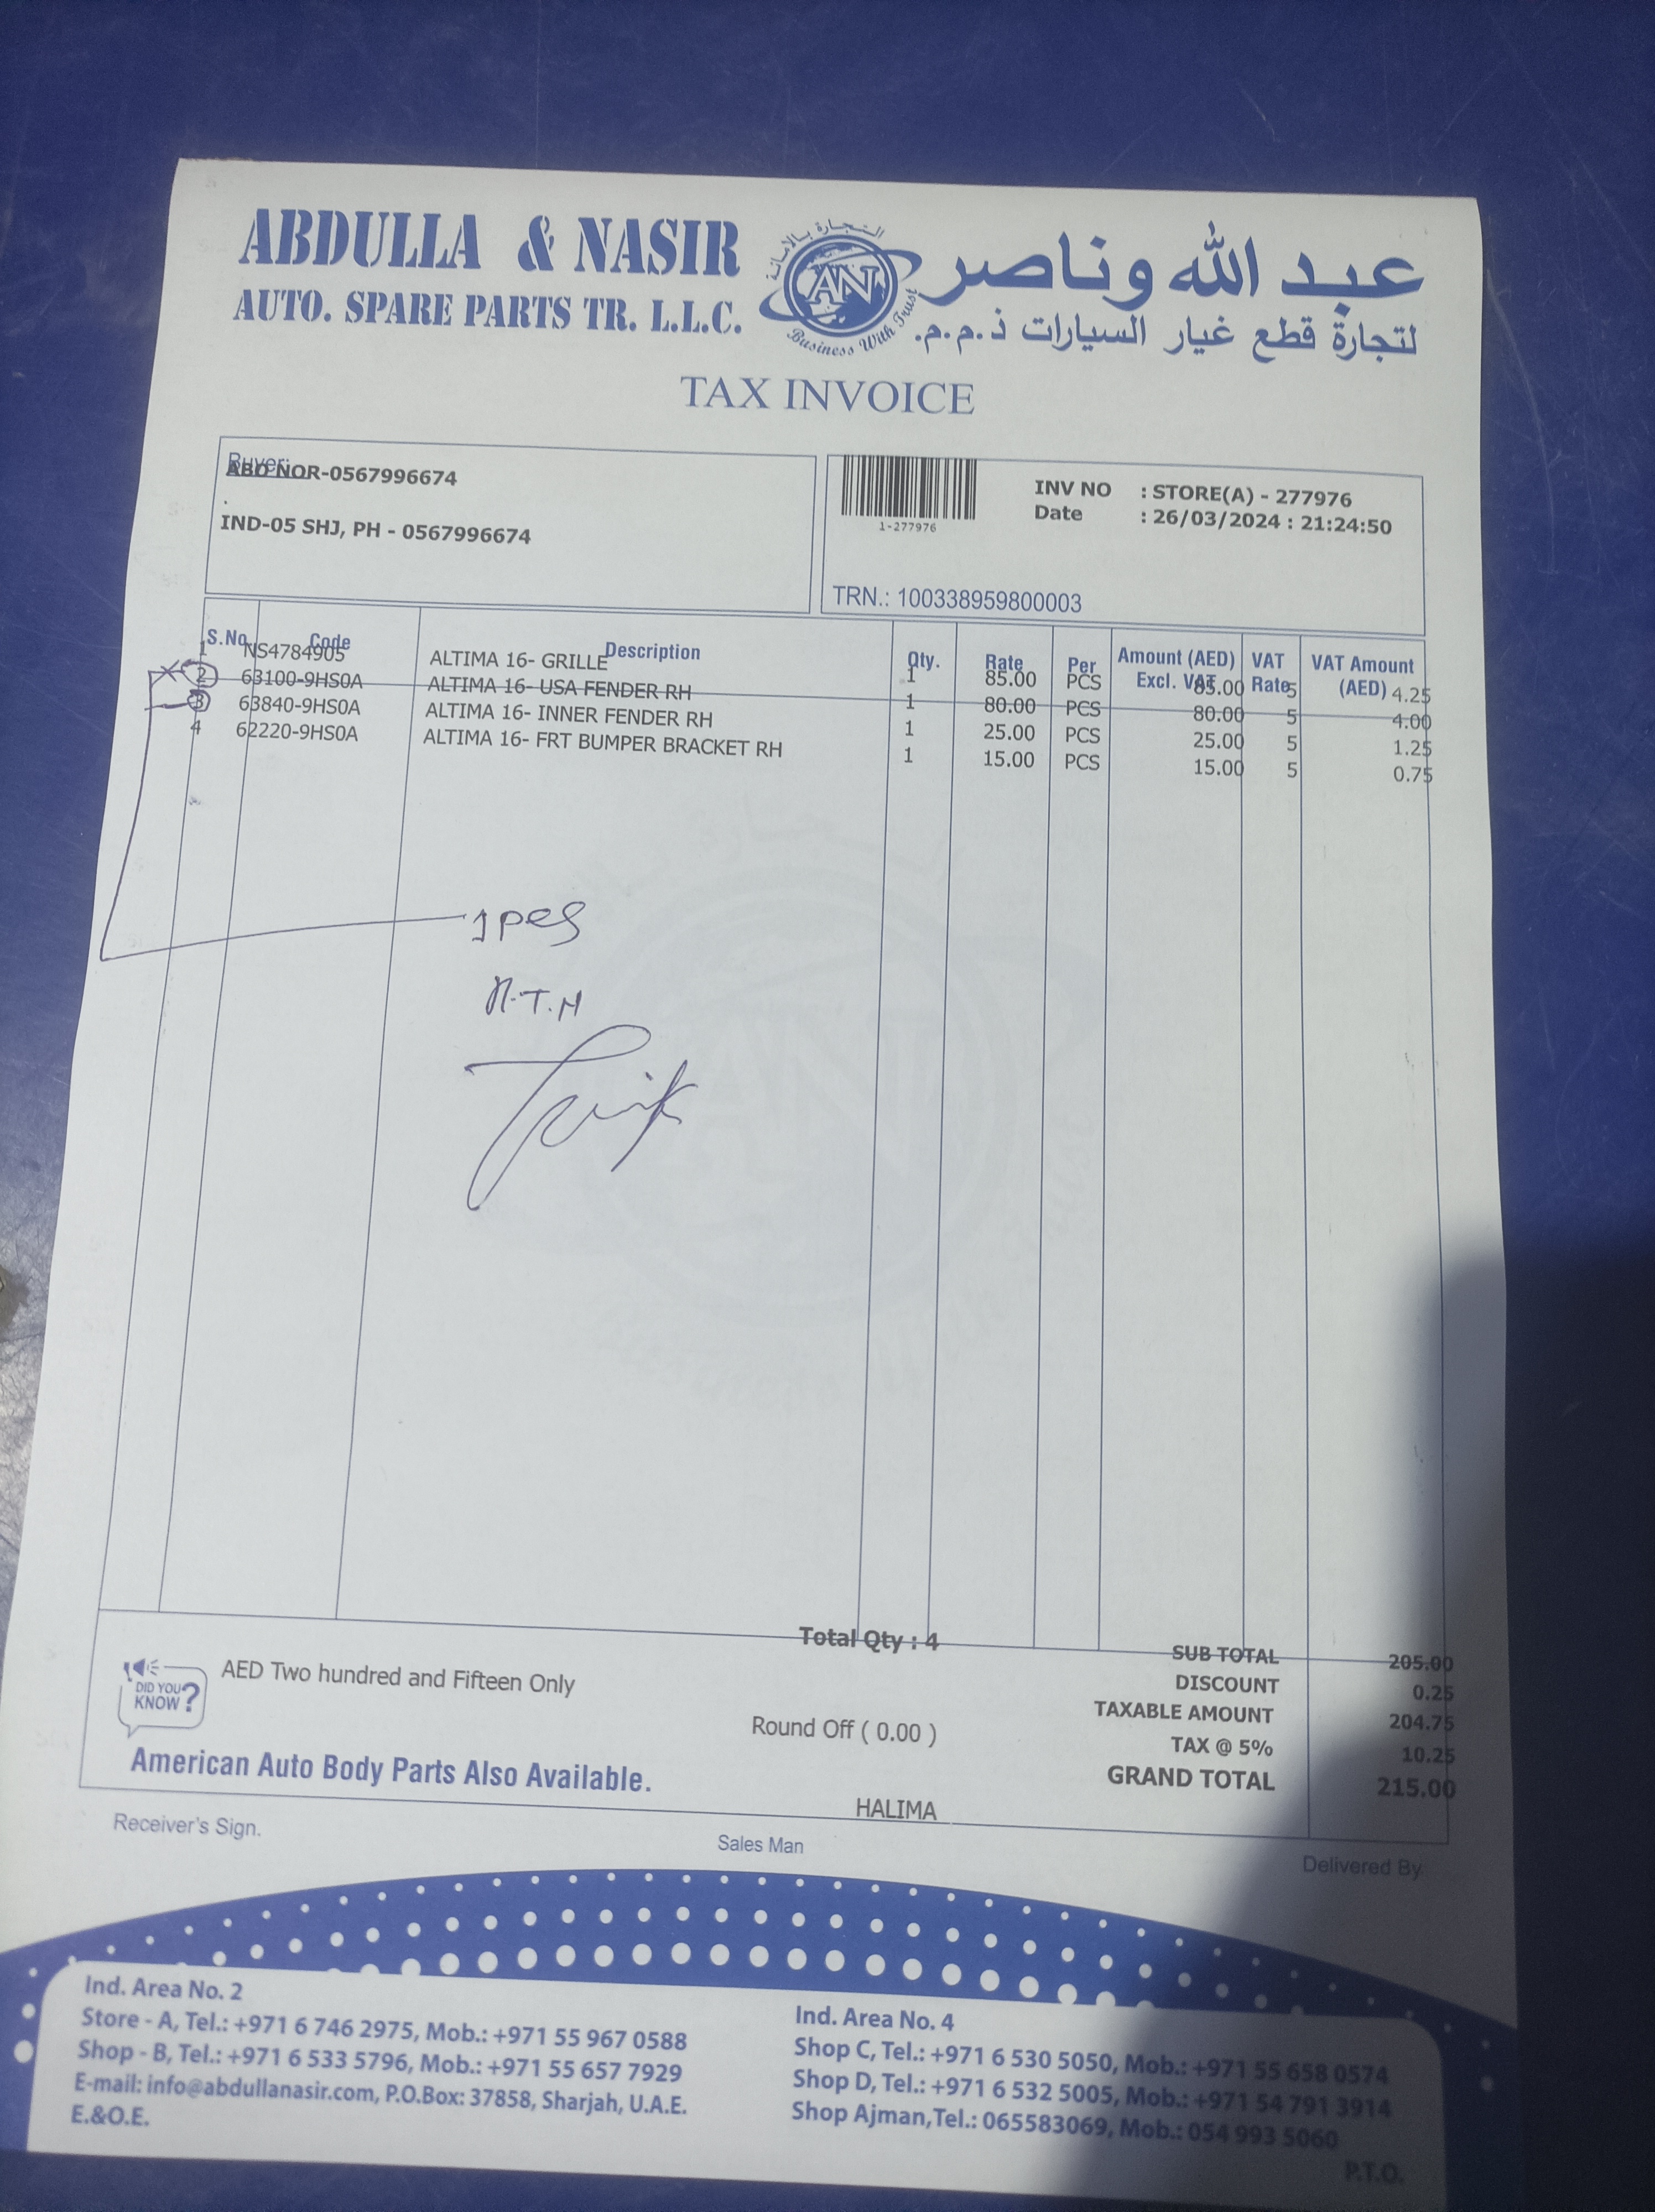 ABDULLA & NASIR
AUTO. SPARE PARTS TR. L.L.C.
التجارة بالأمانة
AN
Business With Trust
عبد الله وناصر
لتجارة قطع غيار السيارات ذ.م.م.
TAX INVOICE
Buyer:
ABD NOR-0567996674
.
IND-05 SHJ, PH - 0567996674
1-277976
INV NO : STORE(A) - 277976
Date : 26/03/2024 : 21:24:50
TRN.: 100338959800003
S.No Code Description Qty. Rate Per Amount (AED) Excl. VAT VAT Rate VAT Amount (AED)
1 NS4784905 ALTIMA 16- GRILLE 1 85.00 PCS 85.00 5 4.25
2 63100-9HS0A ALTIMA 16- USA FENDER RH 1 80.00 PCS 80.00 5 4.00
3 63840-9HS0A ALTIMA 16- INNER FENDER RH 1 25.00 PCS 25.00 5 1.25
4 62220-9HS0A ALTIMA 16- FRT BUMPER BRACKET RH 1 15.00 PCS 15.00 5 0.75
1 pes
R.T.N
Total Qty : 4
SUB TOTAL 205.00
DISCOUNT 0.25
TAXABLE AMOUNT 204.75
TAX @ 5% 10.25
GRAND TOTAL 215.00
DID YOU
KNOW ?
AED Two hundred and Fifteen Only
Round Off ( 0.00 )
American Auto Body Parts Also Available.
HALIMA
Receiver's Sign.
Sales Man
Delivered By
Ind. Area No. 2
Store - A, Tel.: +971 6 746 2975, Mob.: +971 55 967 0588
Shop - B, Tel.: +971 6 533 5796, Mob.: +971 55 657 7929
E-mail: info@abdullanasir.com, P.O.Box: 37858, Sharjah, U.A.E.
E.&O.E.
Ind. Area No. 4
Shop C, Tel.: +971 6 530 5050, Mob.: +971 55 658 0574
Shop D, Tel.: +971 6 532 5005, Mob.: +971 54 791 3914
Shop Ajman,Tel.: 065583069, Mob.: 054 993 5060
P.T.O.